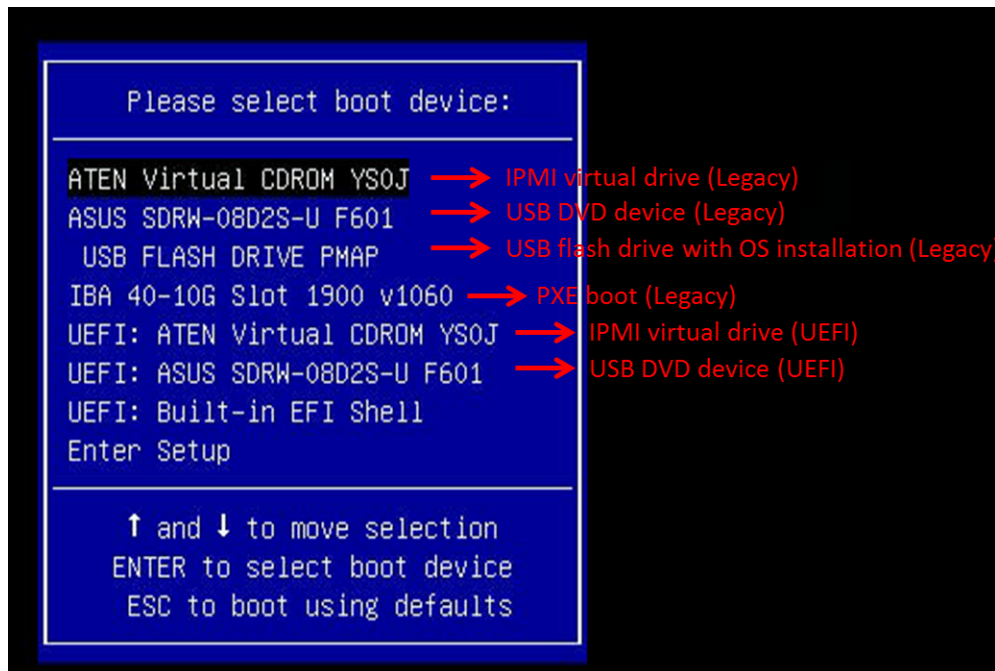 Please select boot device:
ATEN Virtual CDROM YS0J → IPMI virtual drive (Legacy)
ASUS SDRW-08D2S-U F601 → USB DVD device (Legacy)
USB FLASH DRIVE PMAP → USB flash drive with OS installation (Legacy)
IBA 40-10G Slot 1900 v1060 → PXE boot (Legacy)
UEFI: ATEN Virtual CDROM YS0J → IPMI virtual drive (UEFI)
UEFI: ASUS SDRW-08D2S-U F601 → USB DVD device (UEFI)
UEFI: Built-in EFI Shell
Enter Setup
↑ and ↓ to move selection
ENTER to select boot device
ESC to boot using defaults